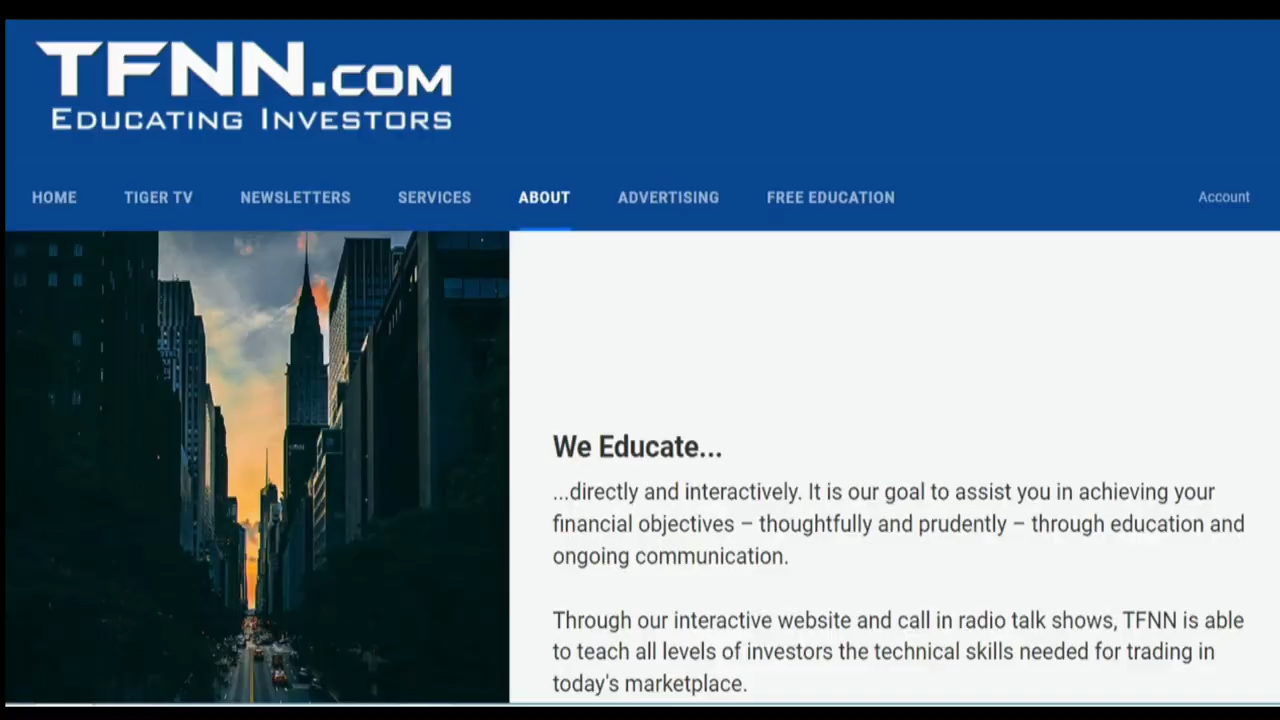 TFNN.COM
EDUCATING INVESTORS
HOME TIGER TV NEWSLETTERS SERVICES ABOUT ADVERTISING FREE EDUCATION Account
We Educate...
...directly and interactively. It is our goal to assist you in achieving your
financial objectives – thoughtfully and prudently – through education and
ongoing communication.
Through our interactive website and call in radio talk shows, TFNN is able
to teach all levels of investors the technical skills needed for trading in
today's marketplace.